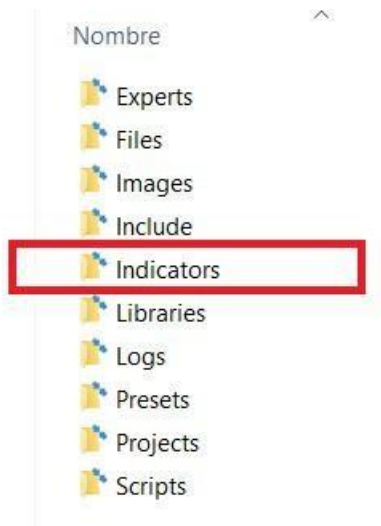 Nombre
Experts
Files
Images
Include
Indicators
Libraries
Logs
Presets
Projects
Scripts